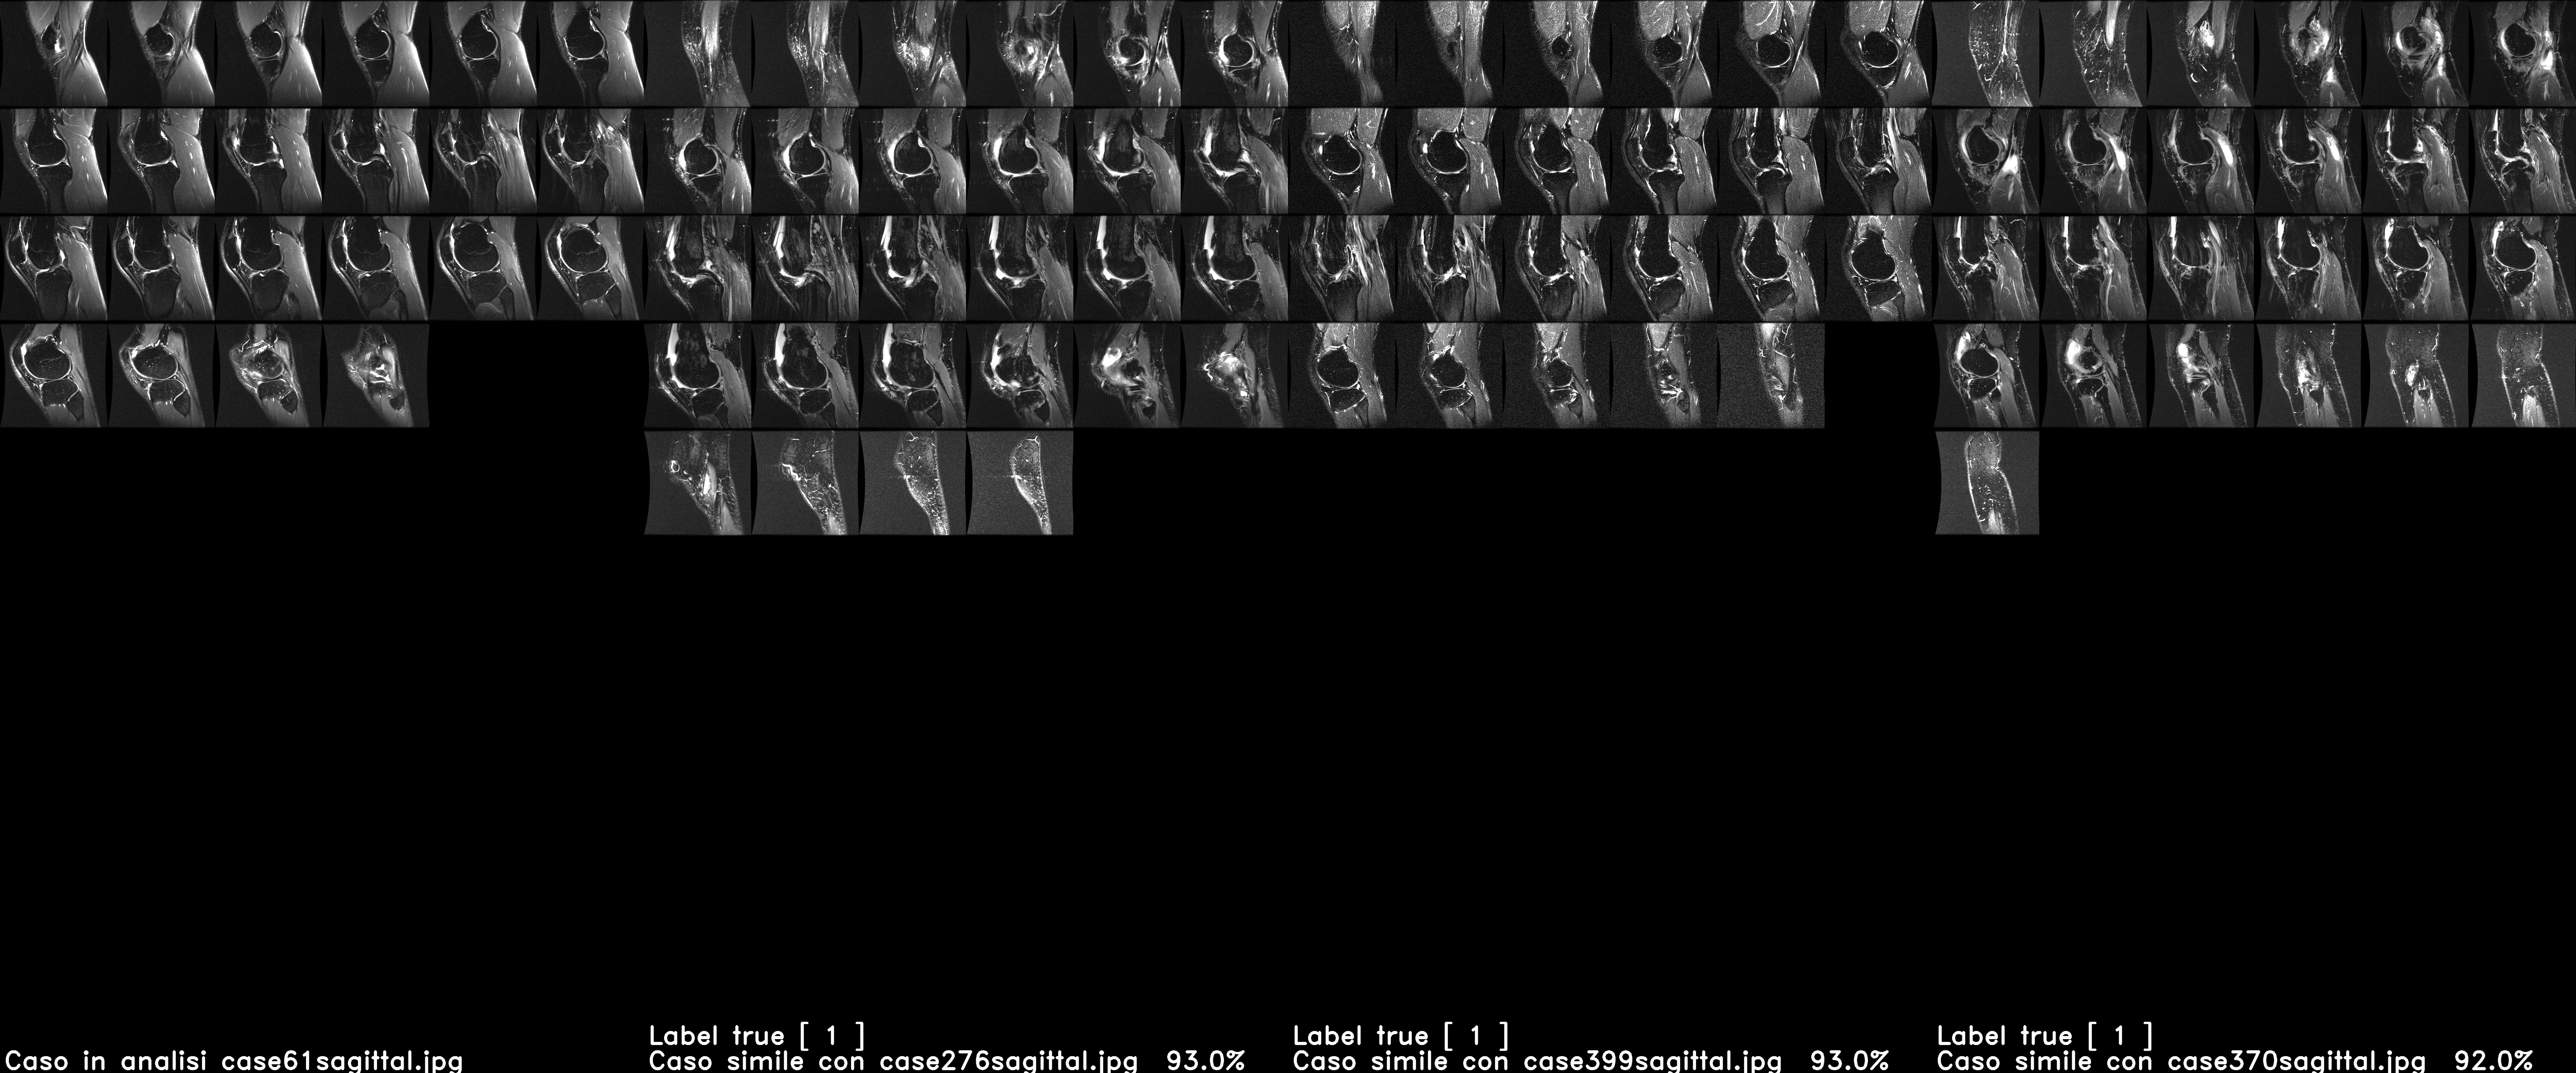 Label true [ 1 ]
Label true [ 1 ]
Label true [ 1 ]
Caso in analisi case61sagittal.jpg
Caso simile con case276sagittal.jpg 93.0%
Caso simile con case399sagittal.jpg 93.0%
Caso simile con case370sagittal.jpg 92.0%